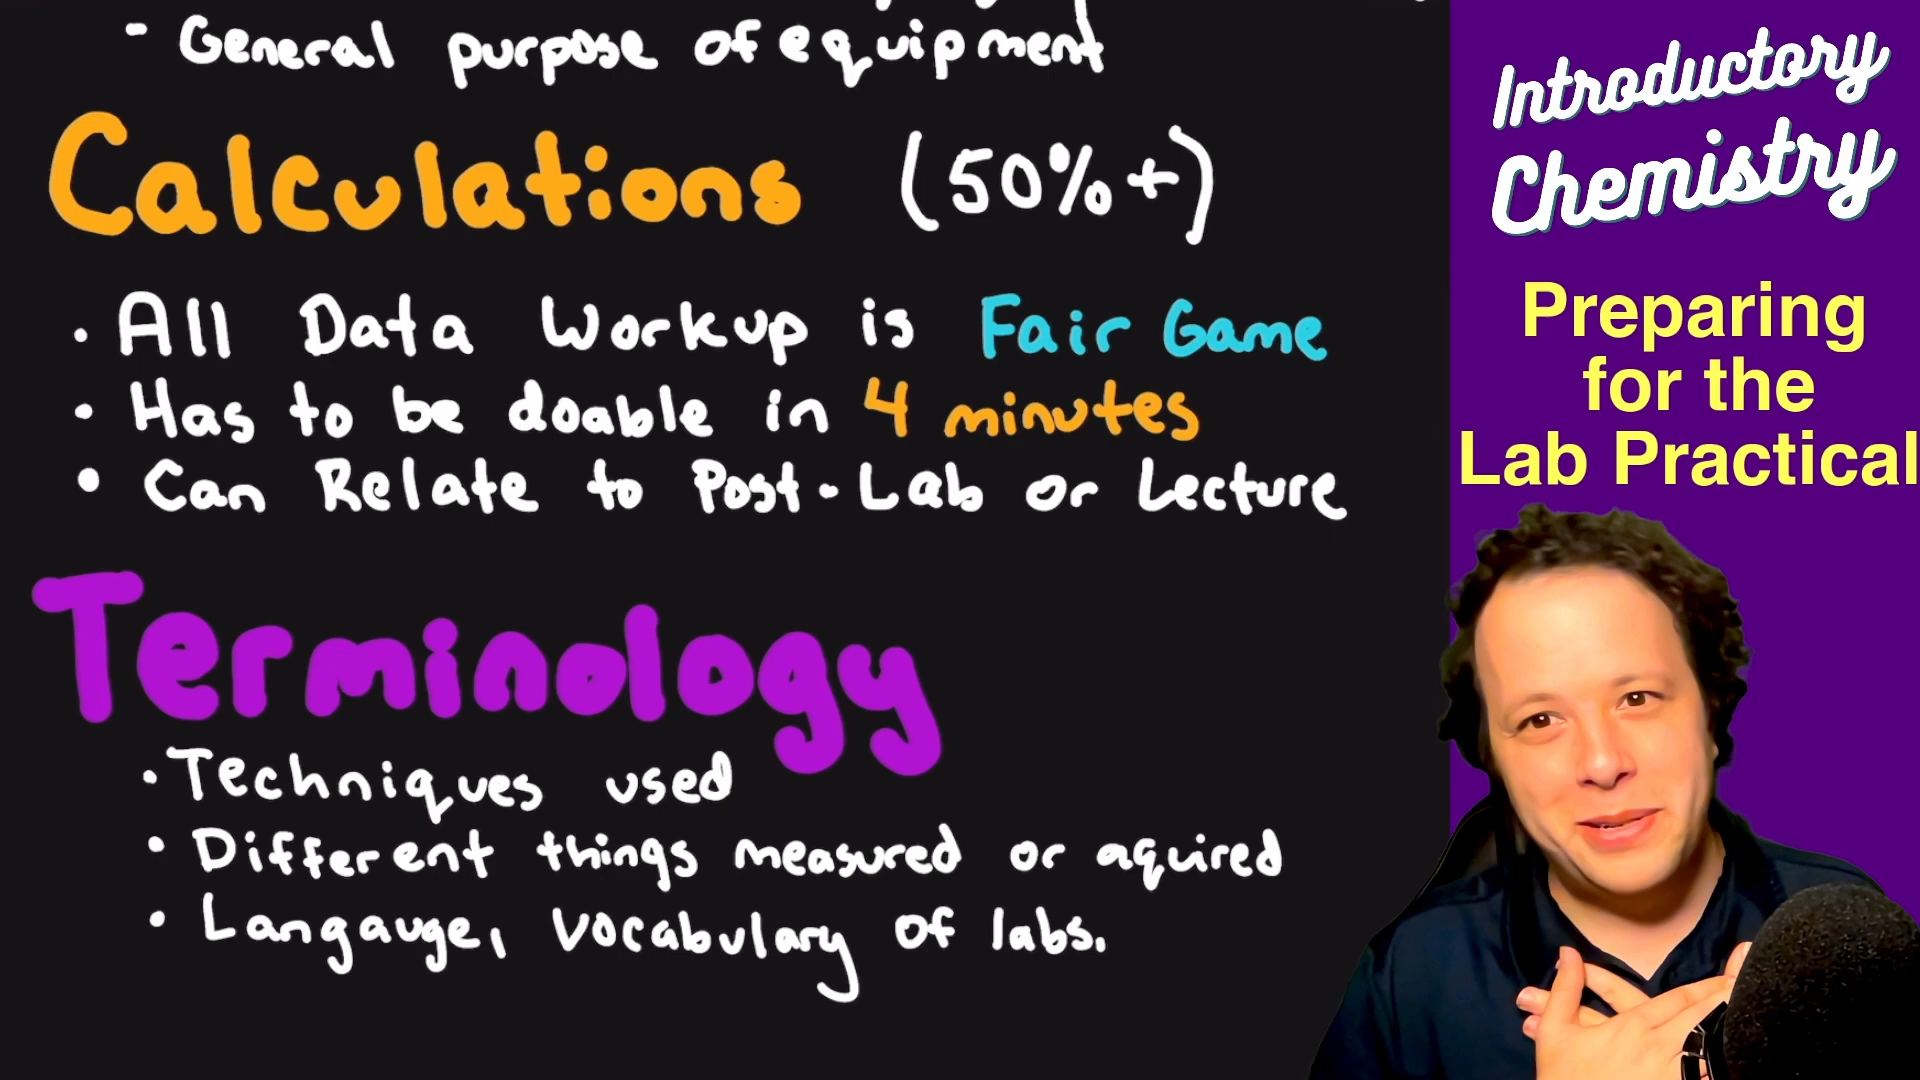 - General purpose of equipment
Calculations (50%+)
• All Data Workup is Fair Game
• Has to be doable in 4 minutes
• Can Relate to Post-Lab or Lecture
Terminology
• Techniques used
• Different things measured or aquired
• Langauge, vocabulary of labs.
Introductory
Chemistry
Preparing
for the
Lab Practical